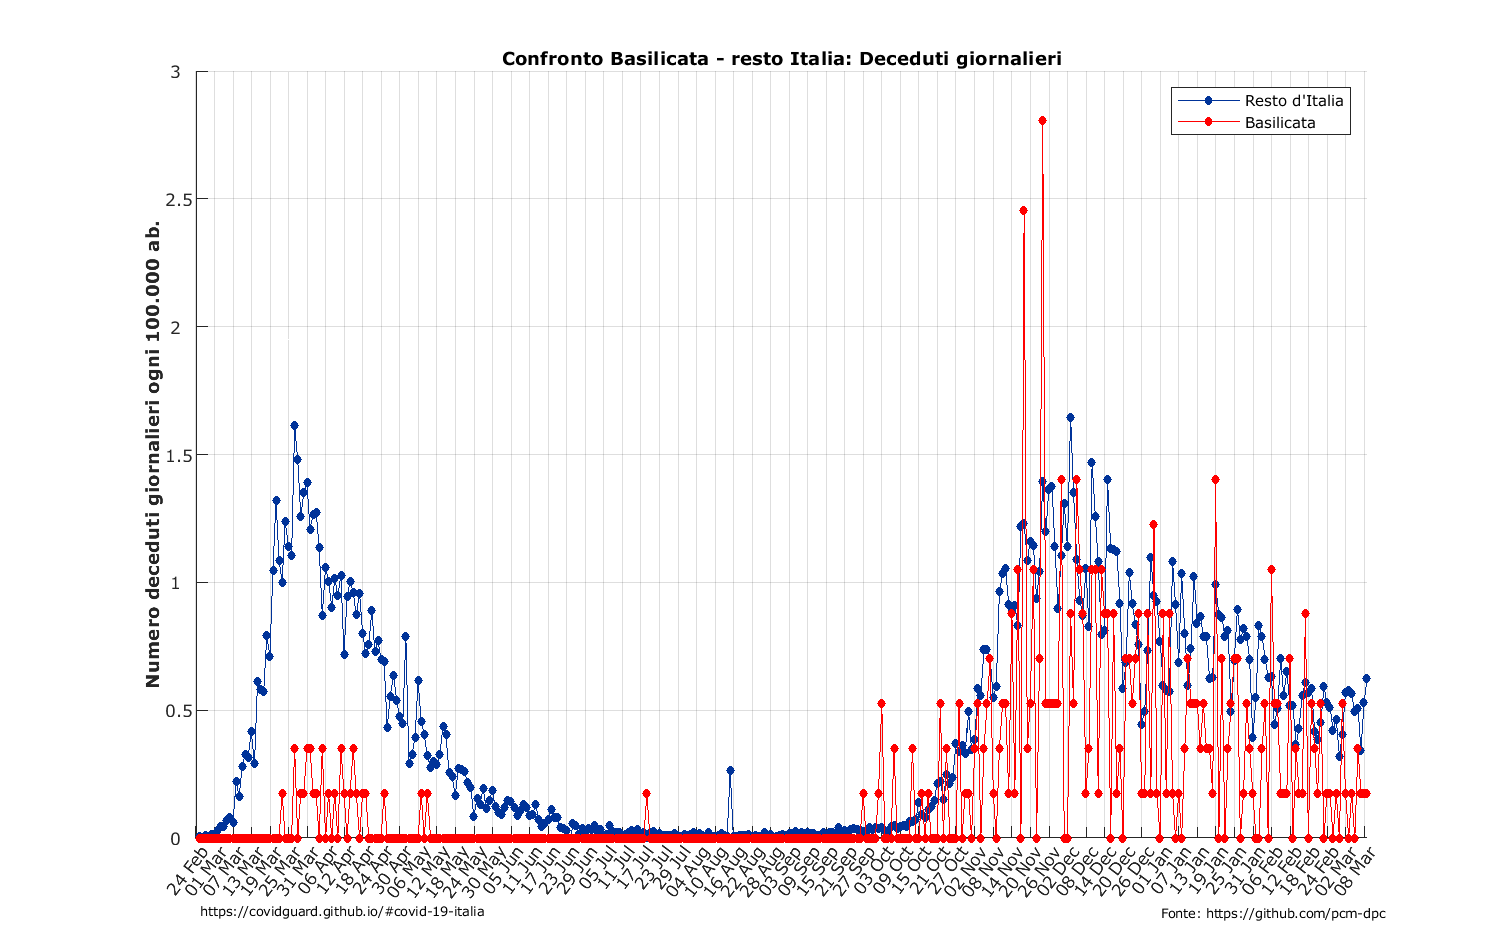 Confronto Basilicata - resto Italia: Deceduti giornalieri
Resto d'Italia
Basilicata
Numero deceduti giornalieri ogni 100.000 ab.
3
2.5
2
1.5
1
0.5
0
24 Feb
01 Mar
07 Mar
13 Mar
19 Mar
25 Mar
31 Mar
06 Apr
12 Apr
18 Apr
24 Apr
30 Apr
06 May
12 May
18 May
24 May
30 May
05 Jun
11 Jun
17 Jun
23 Jun
29 Jun
05 Jul
11 Jul
17 Jul
23 Jul
29 Jul
04 Aug
10 Aug
16 Aug
22 Aug
28 Aug
03 Sep
09 Sep
15 Sep
21 Sep
27 Sep
03 Oct
09 Oct
15 Oct
21 Oct
27 Oct
02 Nov
08 Nov
14 Nov
20 Nov
26 Nov
02 Dec
08 Dec
14 Dec
20 Dec
26 Dec
01 Jan
07 Jan
13 Jan
19 Jan
25 Jan
31 Jan
06 Feb
12 Feb
18 Feb
24 Feb
02 Mar
08 Mar
https://covidguard.github.io/#covid-19-italia
Fonte: https://github.com/pcm-dpc